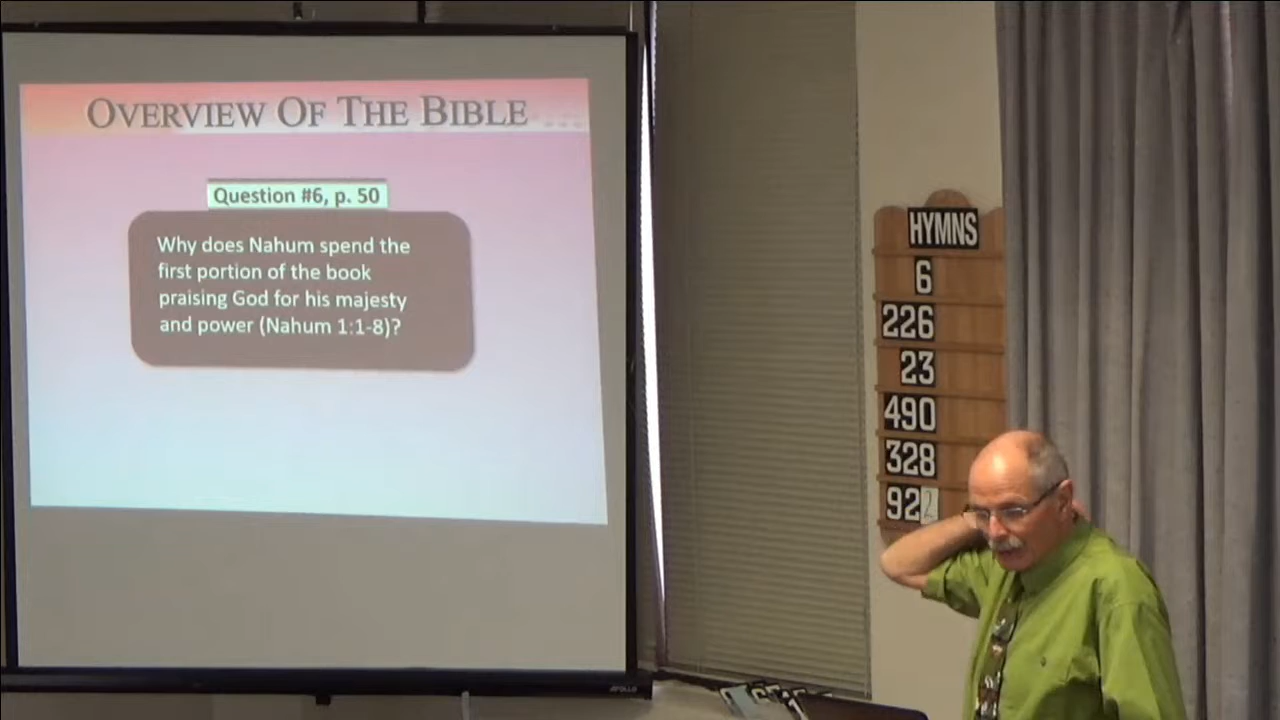 OVERVIEW OF THE BIBLE ...
Question #6, p. 50
Why does Nahum spend the
first portion of the book
praising God for his majesty
and power (Nahum 1:1-8)?
HYMNS
6
226
23
490
328
922
APOLLO